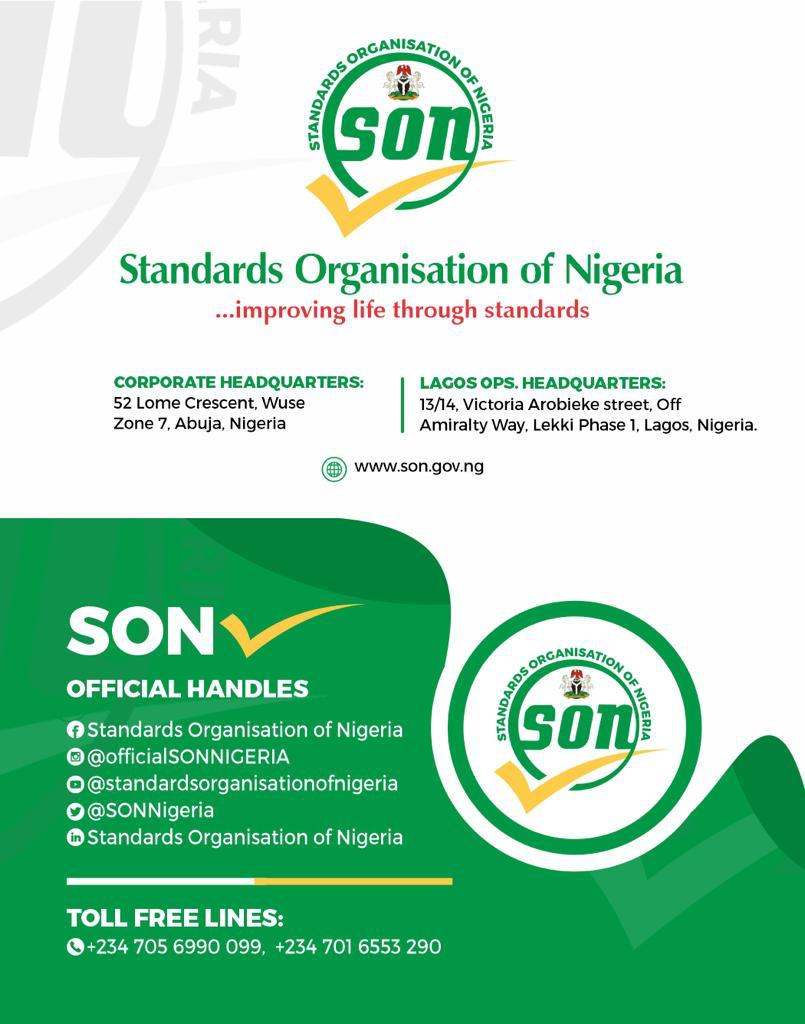 STANDARDS ORGANISATION OF NIGERIA
son
Standards Organisation of Nigeria
...improving life through standards
CORPORATE HEADQUARTERS:
52 Lome Crescent, Wuse
Zone 7, Abuja, Nigeria
LAGOS OPS. HEADQUARTERS:
13/14, Victoria Arobieke street, Off
Amiralty Way, Lekki Phase 1, Lagos, Nigeria.
www.son.gov.ng
SON
OFFICIAL HANDLES
Standards Organisation of Nigeria
@officialSONNIGERIA
@standardsorganisationofnigeria
@SONNigeria
Standards Organisation of Nigeria
TOLL FREE LINES:
+234 705 6990 099, +234 701 6553 290
STANDARDS ORGANISATION OF NIGERIA
son